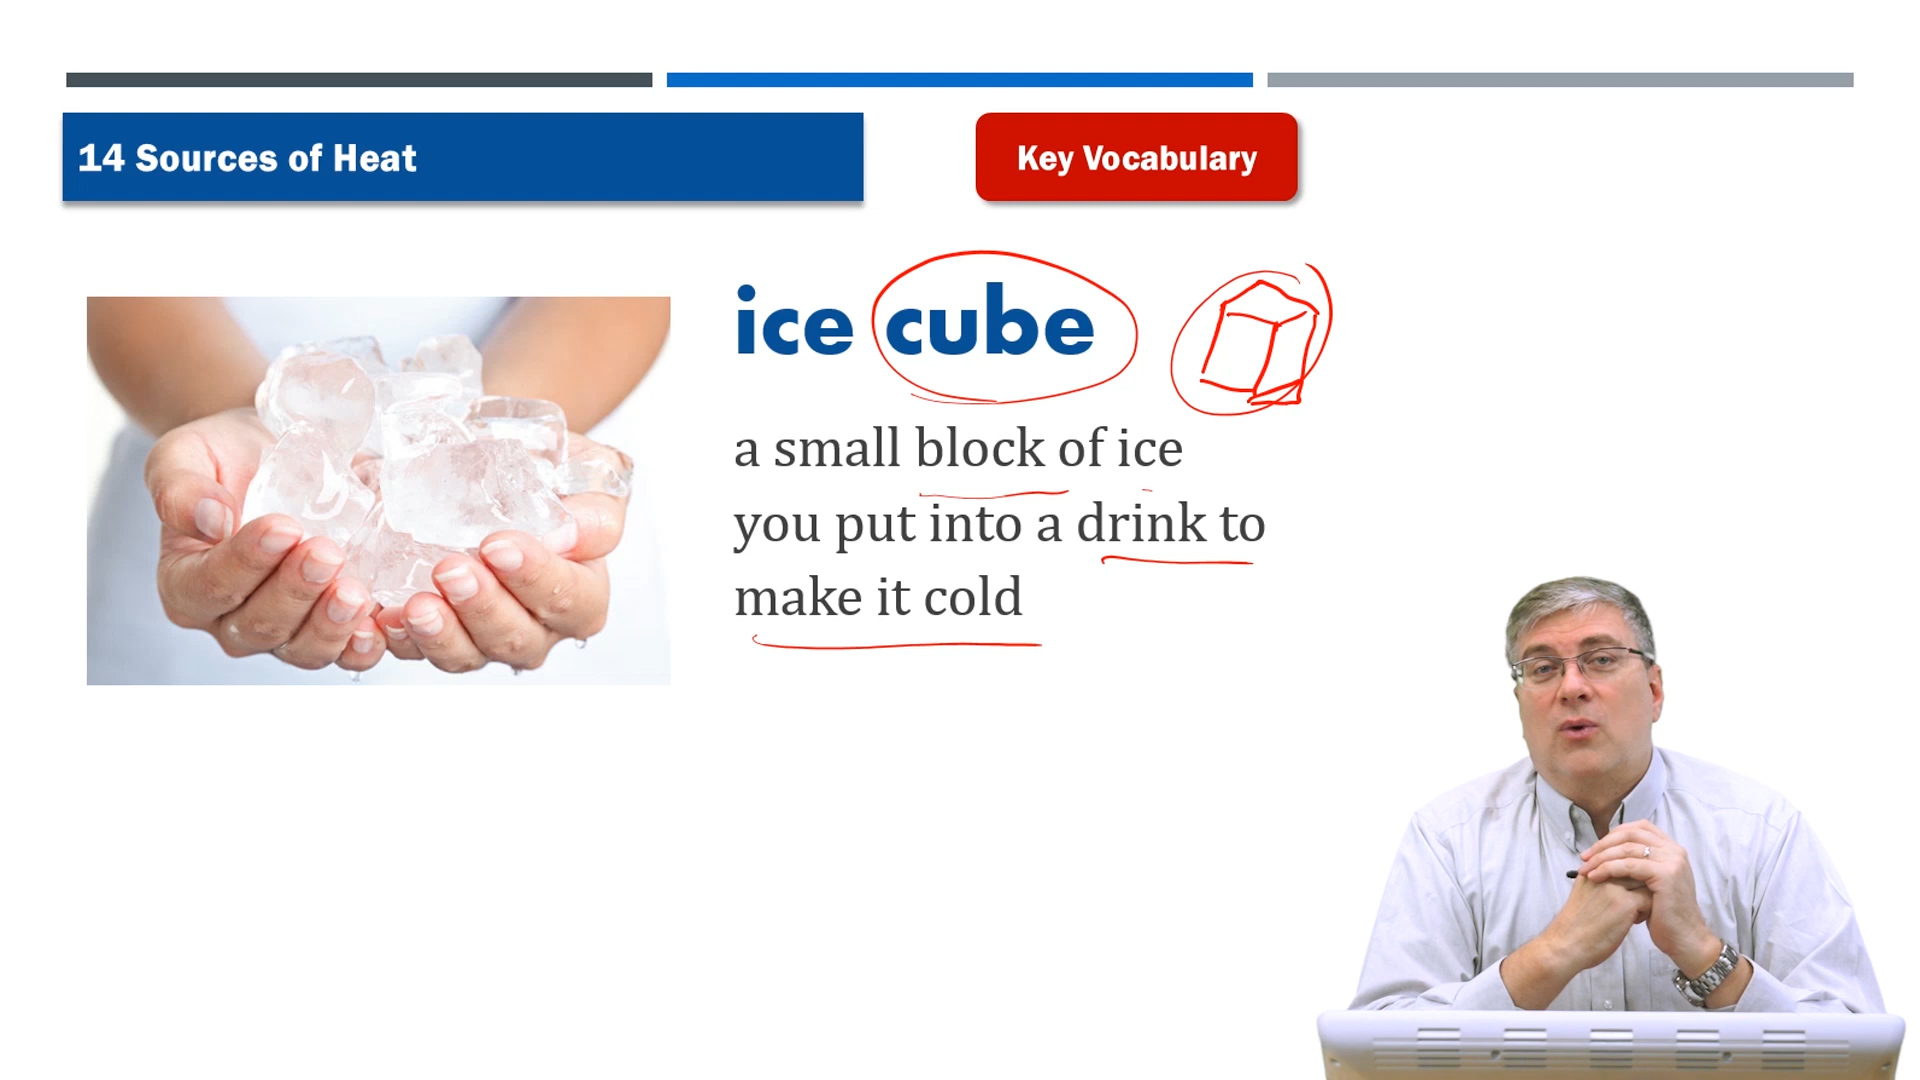 14 Sources of Heat
Key Vocabulary
ice cube
a small block of ice
you put into a drink to
make it cold